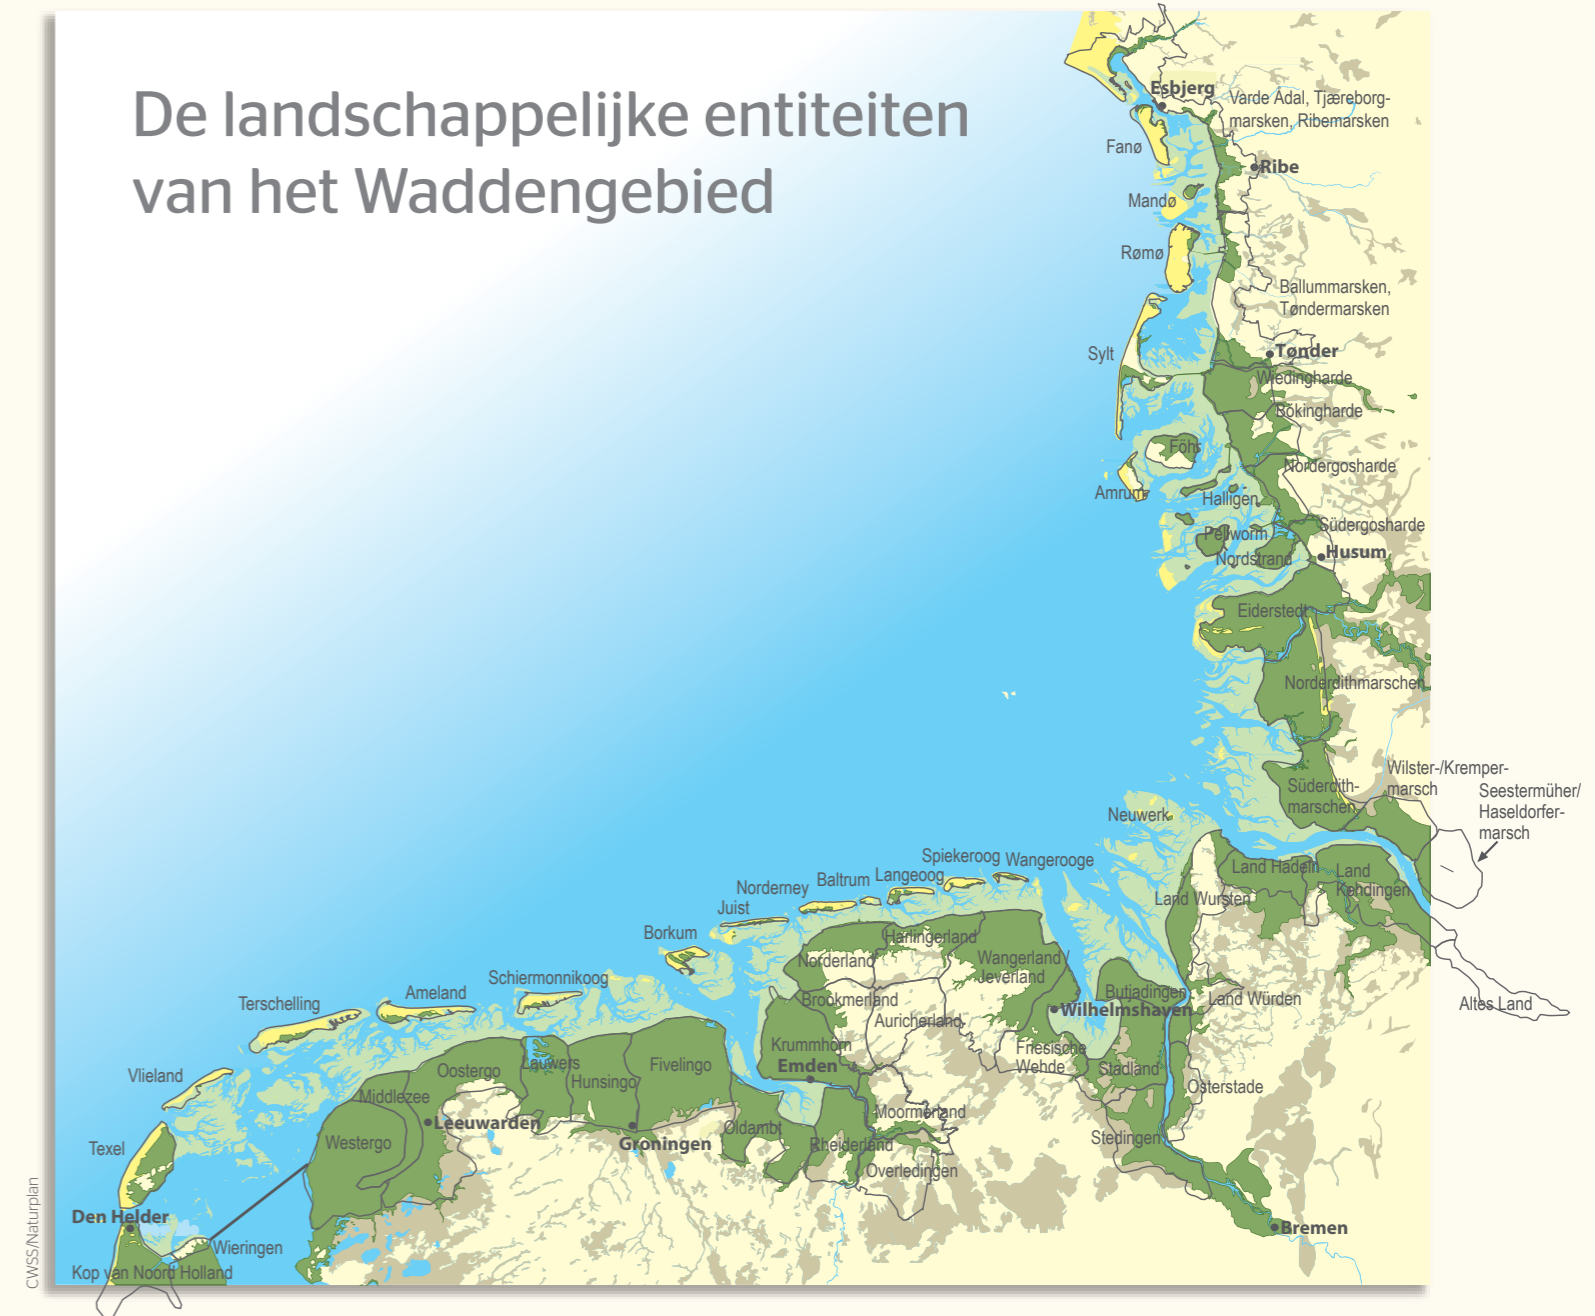 De landschappelijke entiteiten
van het Waddengebied
Esbjerg
Varde Ådal, Tjæreborg-
marsken, Ribemarsken
Fanø
Ribe
Mandø
Rømø
Ballummarsken,
Tøndermarsken
Sylt
Tønder
Wiedingharde
Bökingharde
Föhr
Nordergosharde
Amrum
Halligen
Südergosharde
Pellworm
Husum
Nordstrand
Eiderstedt
Norderdithmarschen
Wilster-/Kremper-
marsch
Süderdith-
marschen
Seestermüher/
Haseldorfer-
marsch
Neuwerk
Spiekeroog
Wangerooge
Land Hadeln
Land
Kehdingen
Baltrum
Langeoog
Norderney
Juist
Land Wursten
Borkum
Harlingerland
Norderland
Wangerland /
Jeverland
Schiermonnikoog
Ameland
Terschelling
Brookmerland
Butjadingen
Land Würden
Altes Land
Wilhelmshaven
Auricherland
Krummhörn
Friesische
Wehde
Emden
Stadland
Osterstade
Lauwers
Fivelingo
Oostergo
Hunsingo
Vlieland
Middlezee
Leeuwarden
Moormerland
Oldambt
Groningen
Westergo
Rheiderland
Stedingen
Texel
Overledingen
Den Helder
Bremen
Wieringen
Kop van Noord Holland
CWSS/Naturplan